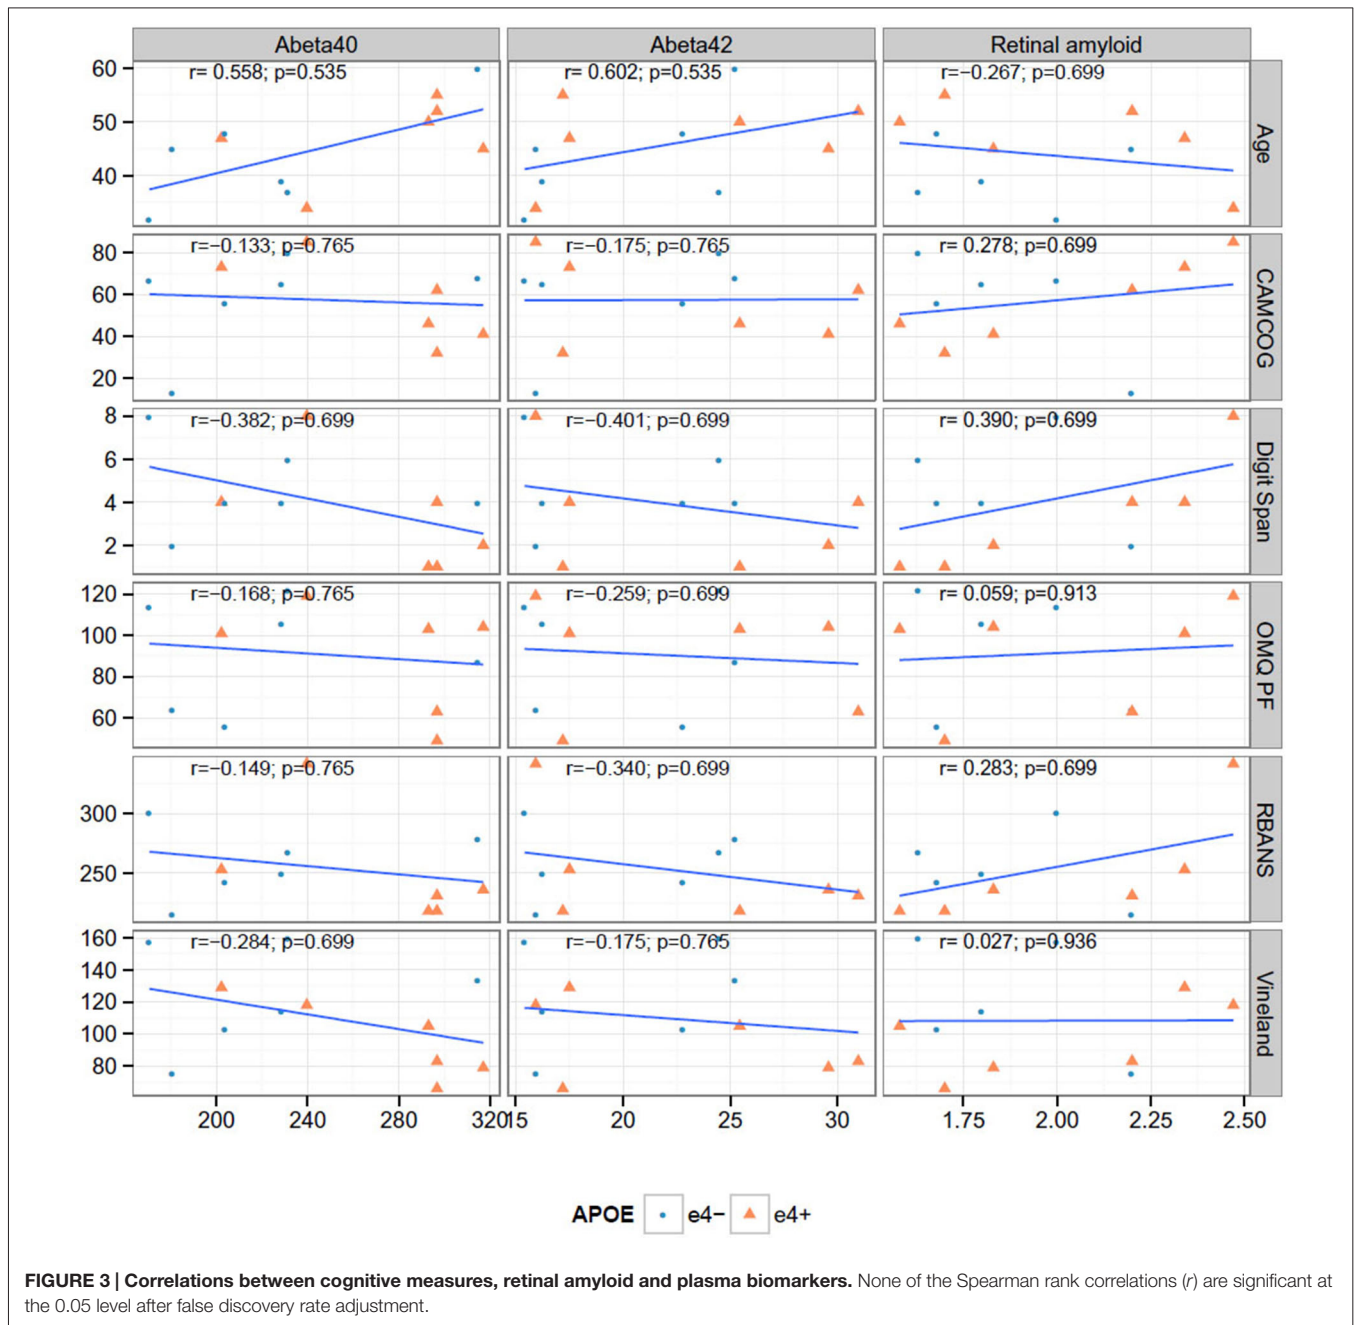 Abeta40 Abeta42 Retinal amyloid
r= 0.558; p=0.535 r= 0.602; p=0.535 r=−0.267; p=0.699
60
50
40
Age
r=−0.133; p=0.765 r=−0.175; p=0.765 r= 0.278; p=0.699
80
60
40
20
CAMCOG
r=−0.382; p=0.699 r=−0.401; p=0.699 r= 0.390; p=0.699
8
6
4
2
Digit Span
r=−0.168; p=0.765 r=−0.259; p=0.699 r= 0.059; p=0.913
120
100
80
60
OMQ PF
r=−0.149; p=0.765 r=−0.340; p=0.699 r= 0.283; p=0.699
300
250
RBANS
r=−0.284; p=0.699 r=−0.175; p=0.765 r= 0.027; p=0.936
160
140
120
100
80
Vineland
200 240 280 320 15 20 25 30 1.75 2.00 2.25 2.50
APOE e4− e4+
FIGURE 3 | Correlations between cognitive measures, retinal amyloid and plasma biomarkers. None of the Spearman rank correlations (r) are significant at
the 0.05 level after false discovery rate adjustment.